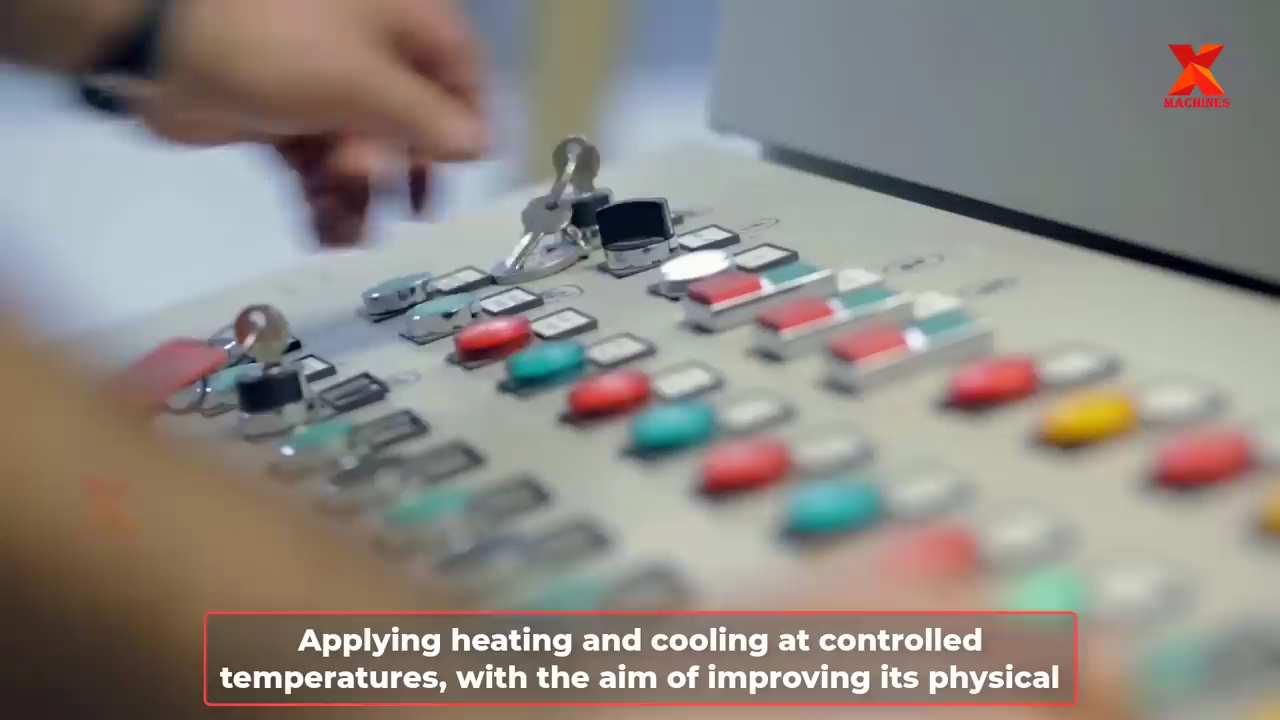 MACHINES
Applying heating and cooling at controlled
temperatures, with the aim of improving its physical